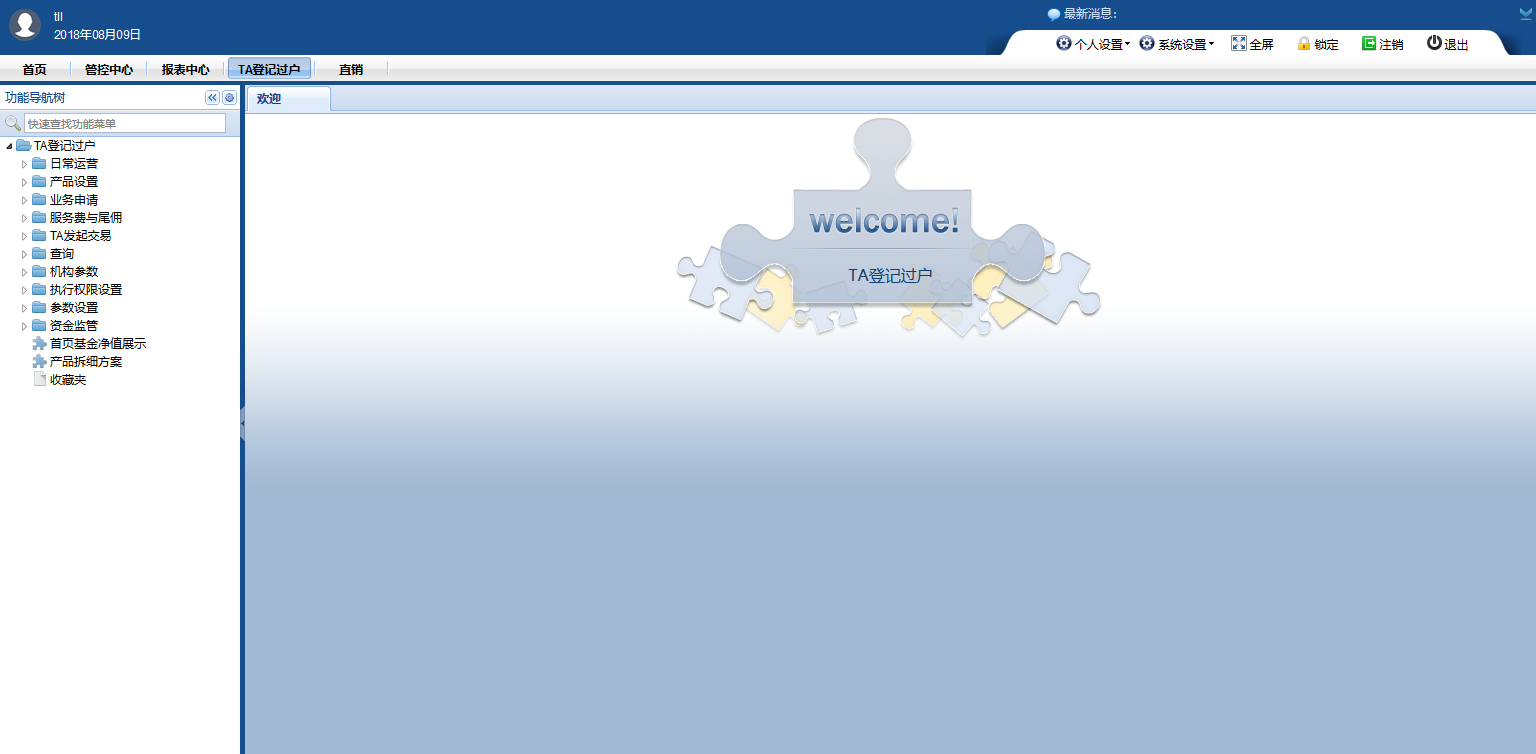 tll
2018年08月09日
最新消息：
个人设置 系统设置 全屏 锁定 注销 退出
首页 管控中心 报表中心 TA登记过户 直销
功能导航树
快速查找功能菜单
TA登记过户
日常运营
产品设置
业务申请
服务费与尾佣
TA发起交易
查询
机构参数
执行权限设置
参数设置
资金监管
首页基金净值展示
产品拆细方案
收藏夹
欢迎
welcome!
TA登记过户